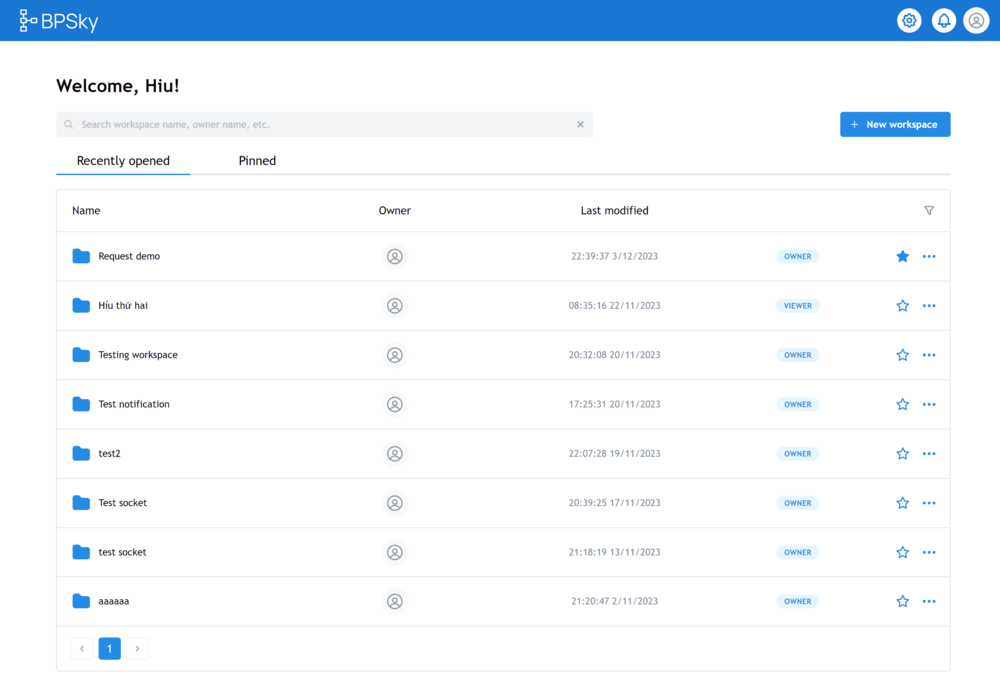 BPSky
Welcome, Hiu!
Search workspace name, owner name, etc.
+ New workspace
Recently opened Pinned
Name Owner Last modified
Request demo 22:39:37 3/12/2023 OWNER
Híu thứ hai 08:35:16 22/11/2023 VIEWER
Testing workspace 20:32:08 20/11/2023 OWNER
Test notification 17:25:31 20/11/2023 OWNER
test2 22:07:28 19/11/2023 OWNER
Test socket 20:39:25 17/11/2023 OWNER
test socket 21:18:19 13/11/2023 OWNER
aaaaaa 21:20:47 2/11/2023 OWNER
1